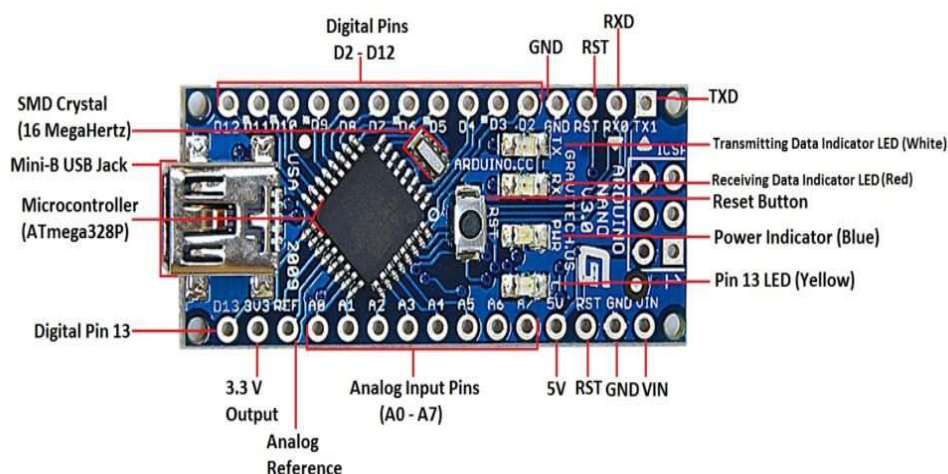 Digital Pins
D2 - D12
GND
RST
RXD
TXD
SMD Crystal
(16 MegaHertz)
Mini-B USB Jack
Microcontroller
(ATmega328P)
Digital Pin 13
3.3 V
Output
Analog
Reference
Analog Input Pins
(A0 - A7)
5V
RST
GND
VIN
Transmitting Data Indicator LED (White)
Receiving Data Indicator LED (Red)
Reset Button
Power Indicator (Blue)
Pin 13 LED (Yellow)
D12 D11 D10 D9 D8 D7 D6 D5 D4 D3 D2 GND RST RX0 TX1
ICSP
TX
RX
PWR
L
RST
ARDUINO.CC
GRAVITECH.US
ARDUINO
NANO
V3.0
USA
2009
G
D13 3V3 REF A0 A1 A2 A3 A4 A5 A6 A7 5V RST GND VIN